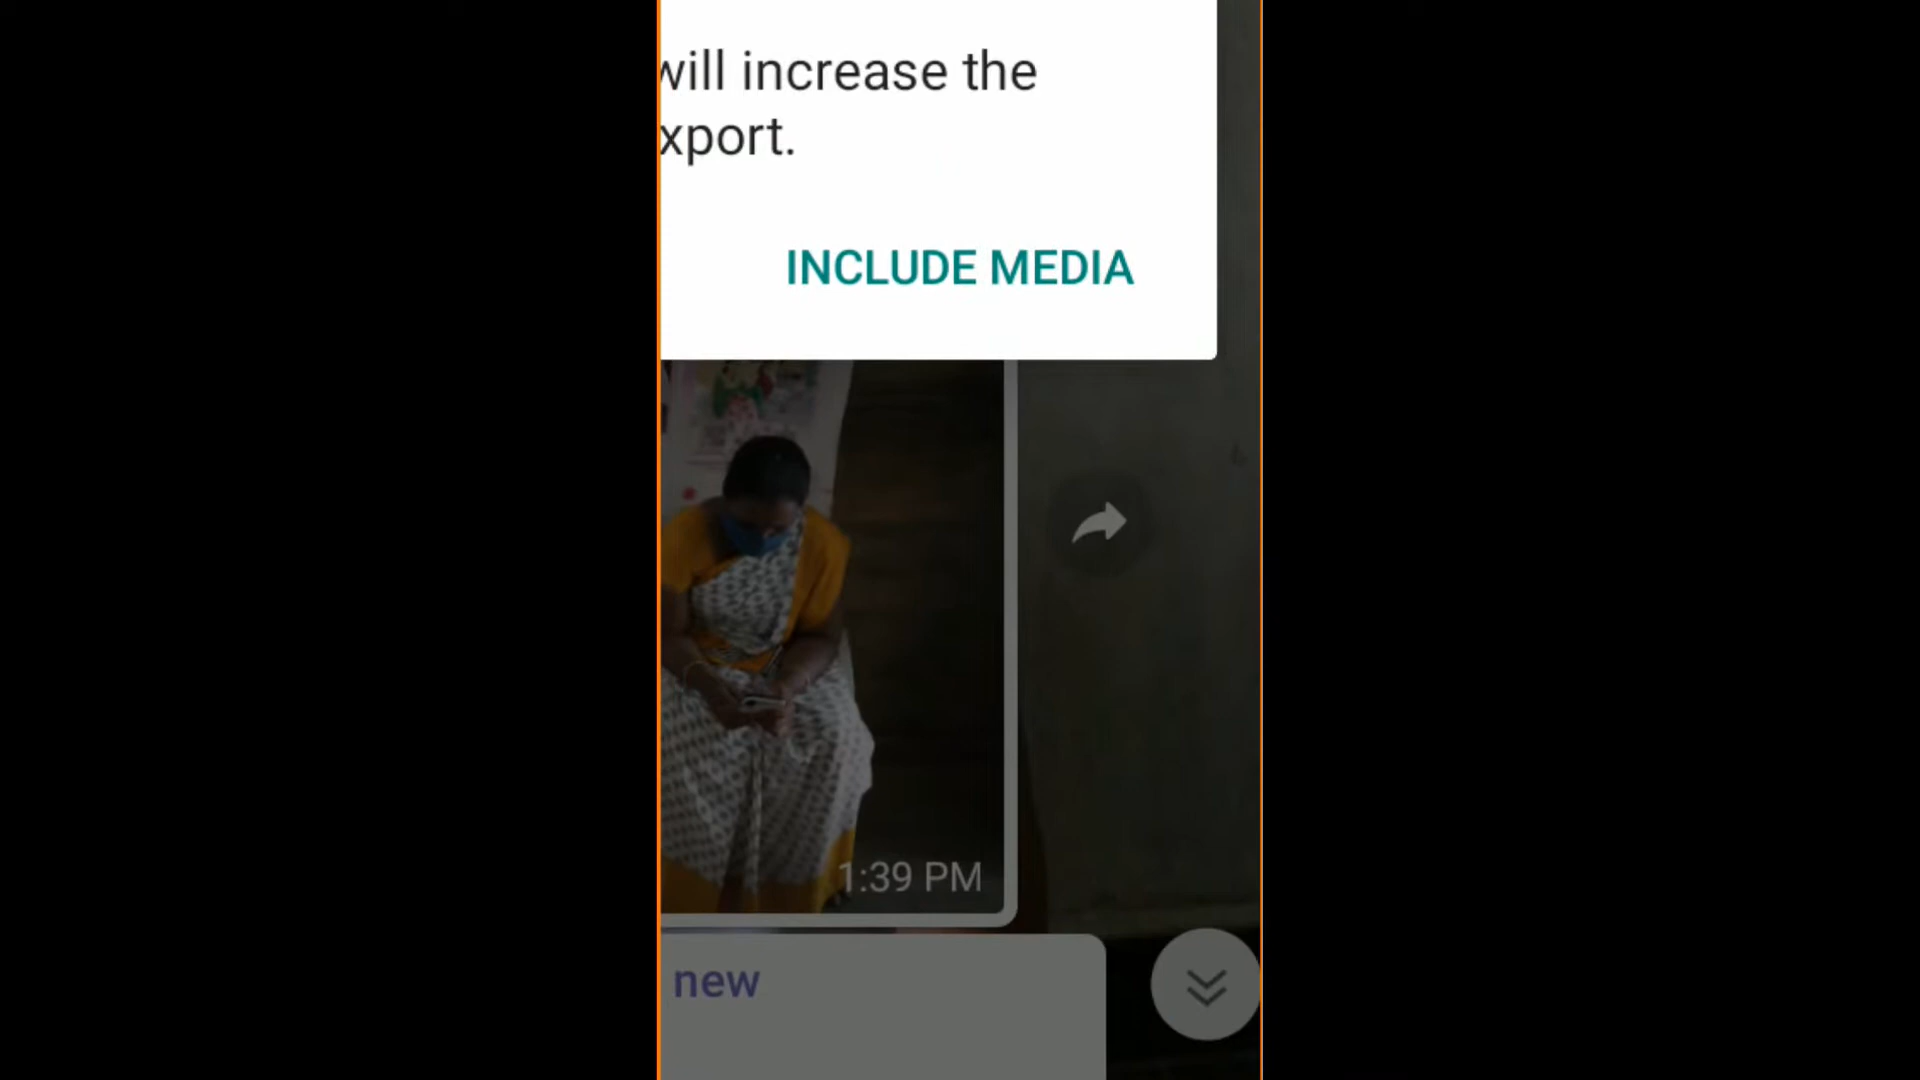 will increase the
xport.
INCLUDE MEDIA
1:39 PM
new